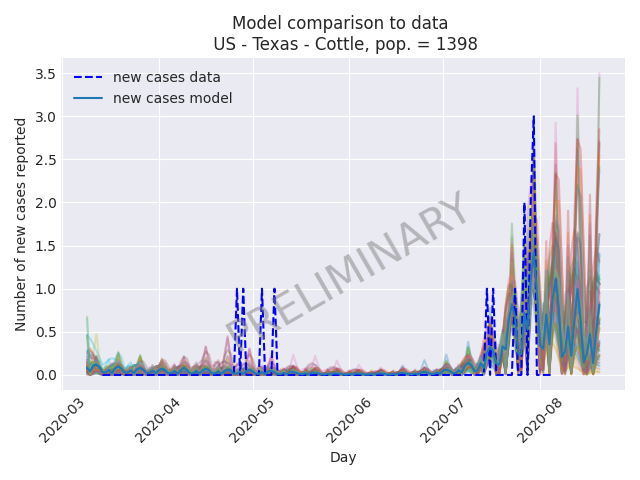 Model comparison to data
US - Texas - Cottle, pop. = 1398
new cases data
new cases model
Number of new cases reported
3.5
3.0
2.5
2.0
1.5
1.0
0.5
0.0
PRELIMINARY
2020-03
2020-04
2020-05
2020-06
2020-07
2020-08
Day